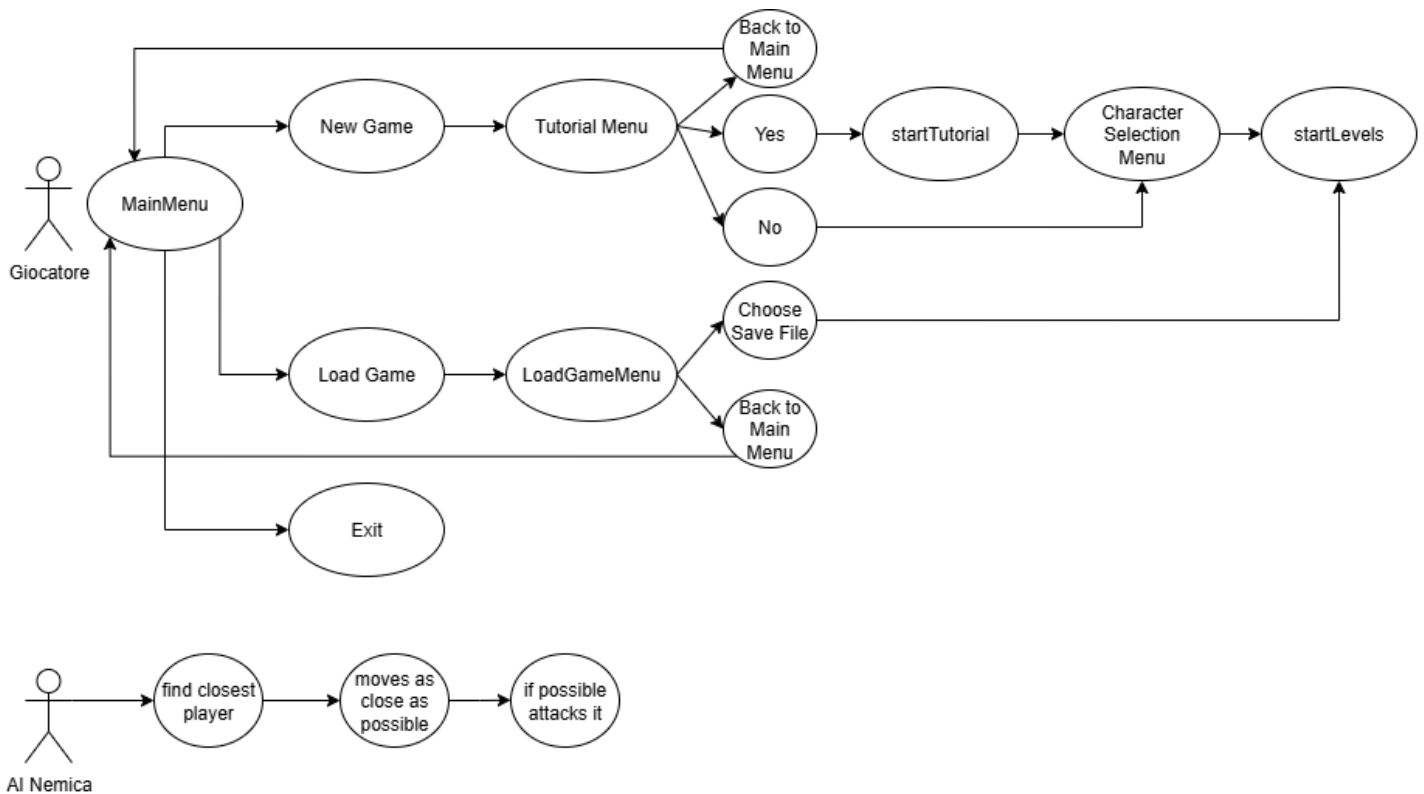 Back to
Main
Menu
New Game
Tutorial Menu
Yes
startTutorial
Character
Selection
Menu
startLevels
MainMenu
No
Giocatore
Choose
Save File
Load Game
LoadGameMenu
Back to
Main
Menu
Exit
find closest
player
moves as
close as
possible
if possible
attacks it
AI Nemica